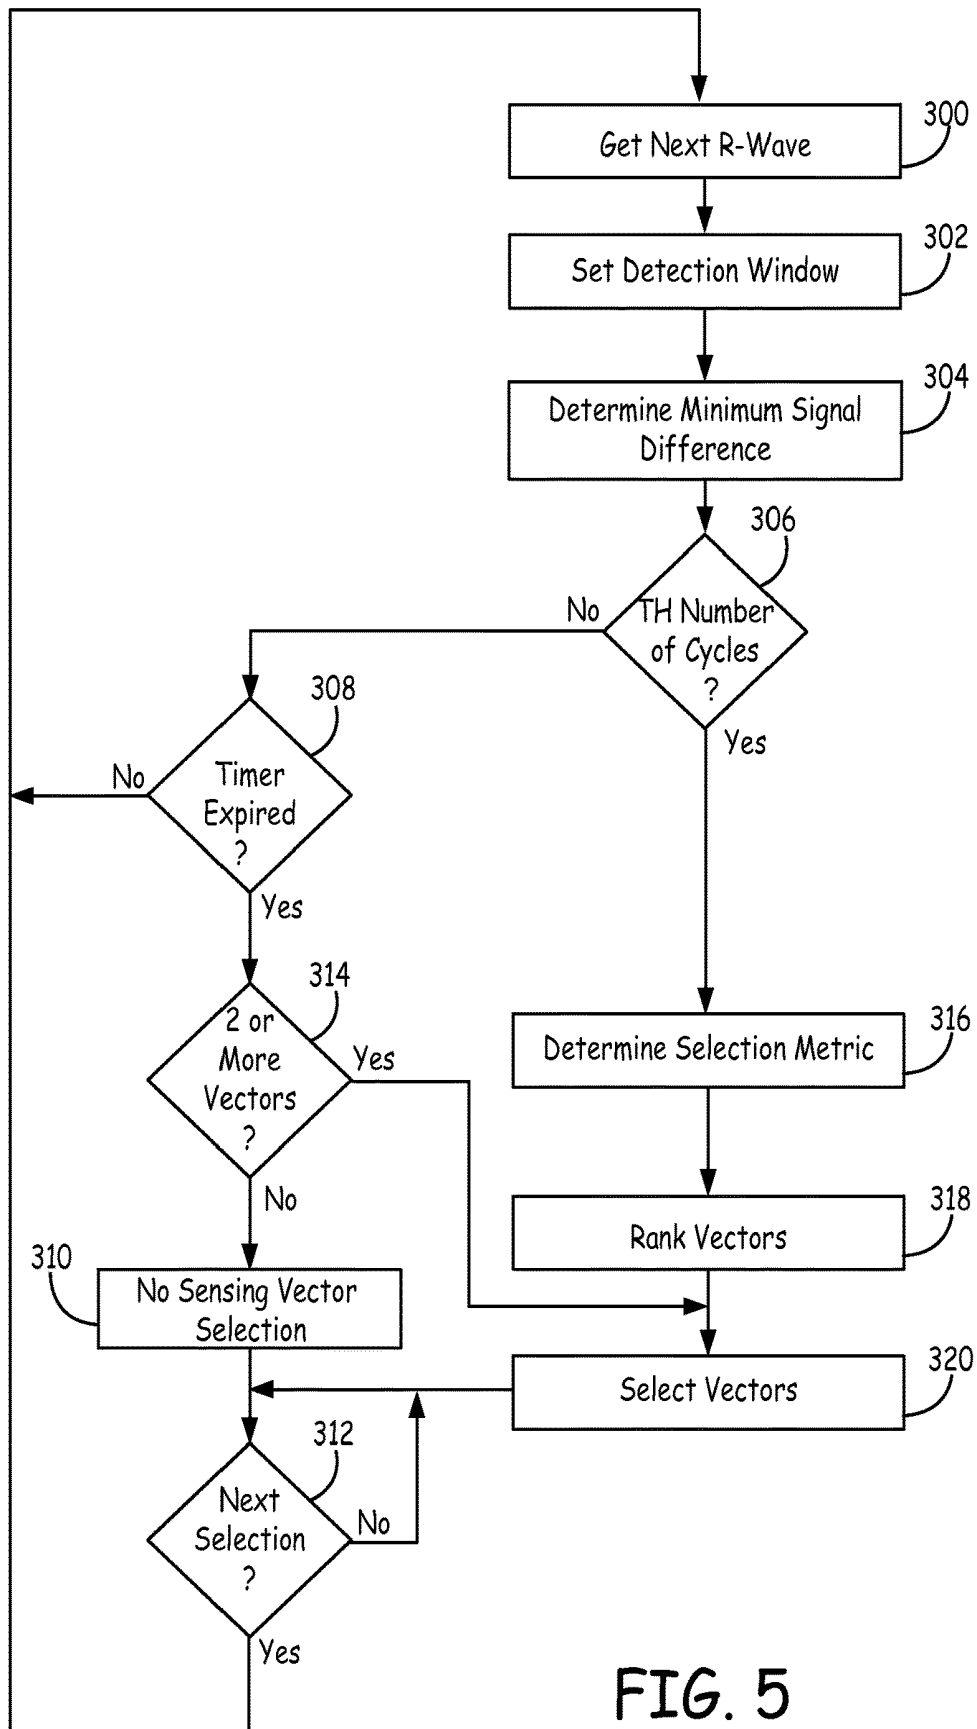 300
Get Next R-Wave
302
Set Detection Window
304
Determine Minimum Signal
Difference
306
No
TH Number
of Cycles
?
Yes
308
No
Timer
Expired
?
Yes
314
2 or
More
Vectors
?
Yes
No
316
Determine Selection Metric
318
Rank Vectors
310
No Sensing Vector
Selection
320
Select Vectors
312
Next
Selection
?
No
Yes
FIG. 5